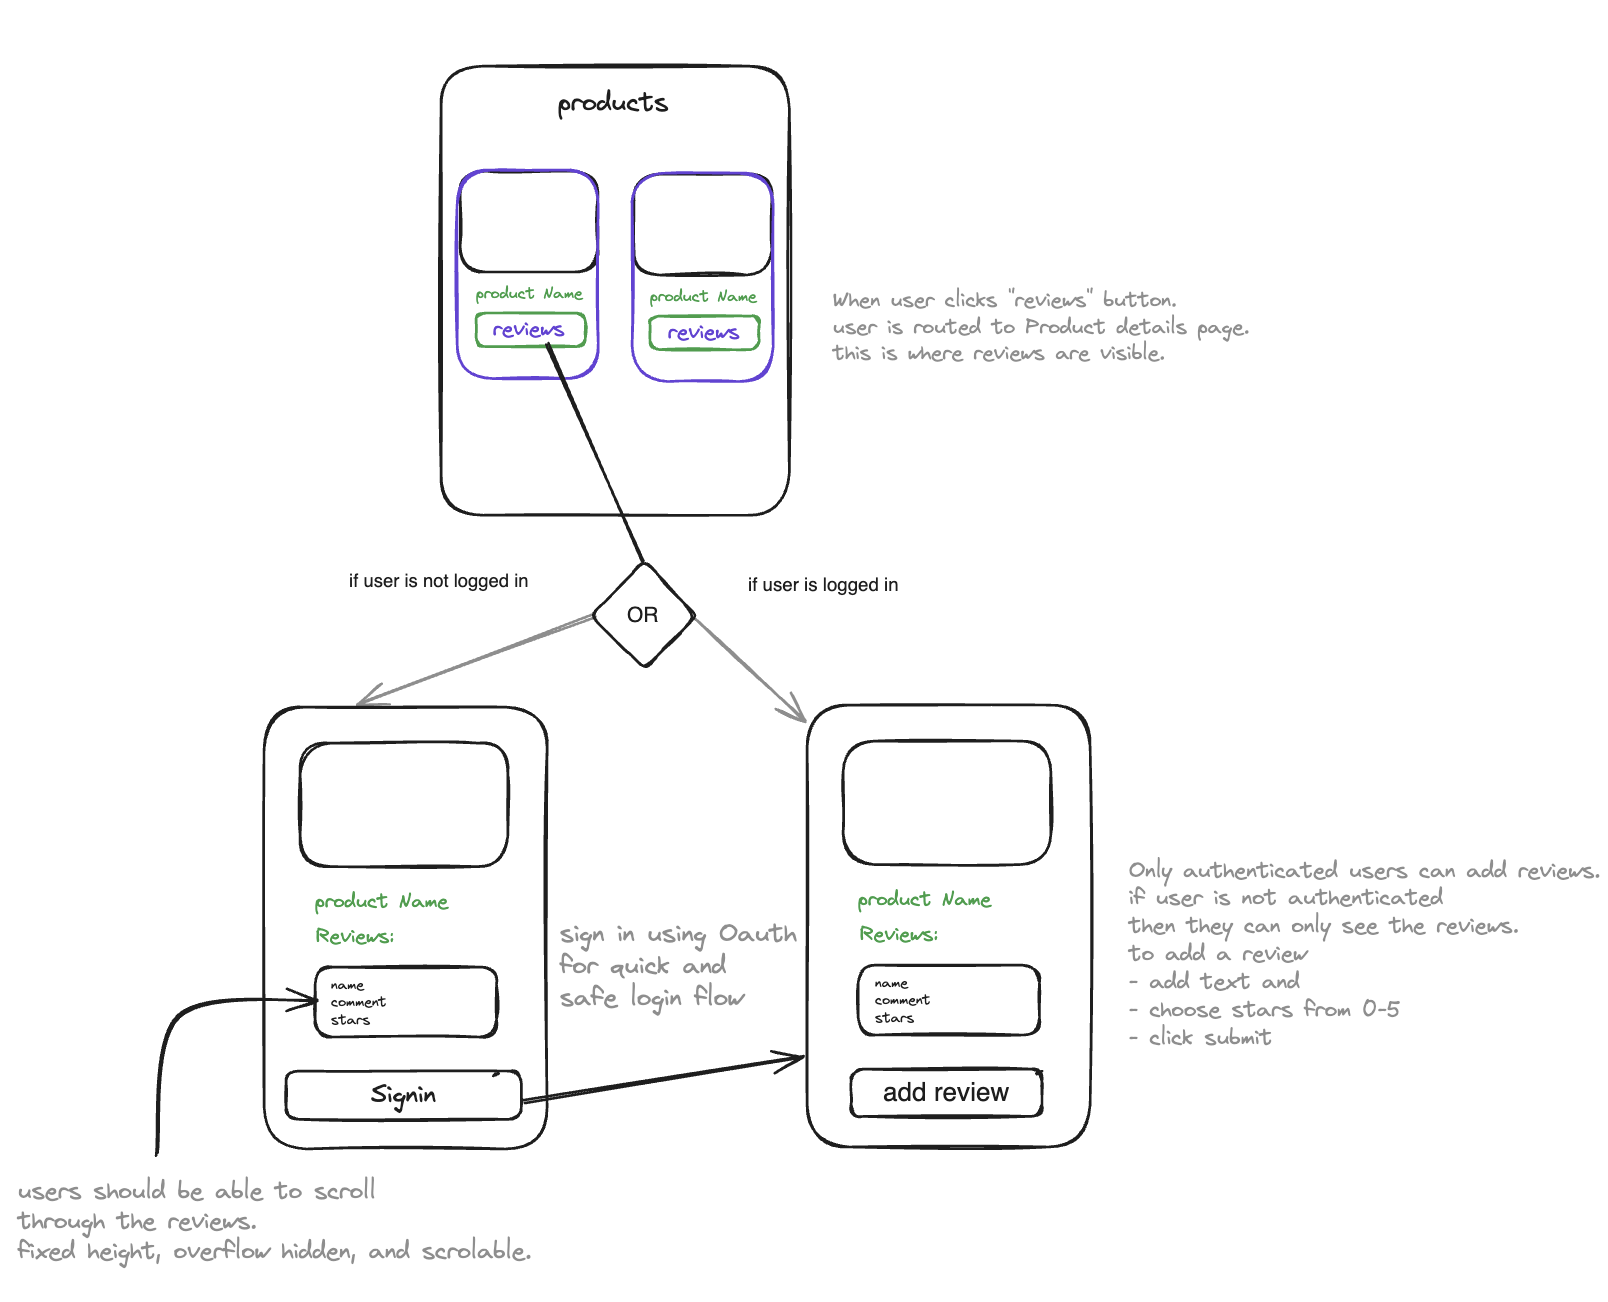 products
product Name
reviews
product Name
reviews
When user clicks "reviews" button.
user is routed to Product details page.
this is where reviews are visible.
if user is not logged in
OR
if user is logged in
product Name
Reviews:
name
comment
stars
Signin
sign in using Oauth
for quick and
safe login flow
product Name
Reviews:
name
comment
stars
add review
Only authenticated users can add reviews.
if user is not authenticated
then they can only see the reviews.
to add a review
- add text and
- choose stars from 0-5
- click submit
users should be able to scroll
through the reviews.
fixed height, overflow hidden, and scrolable.